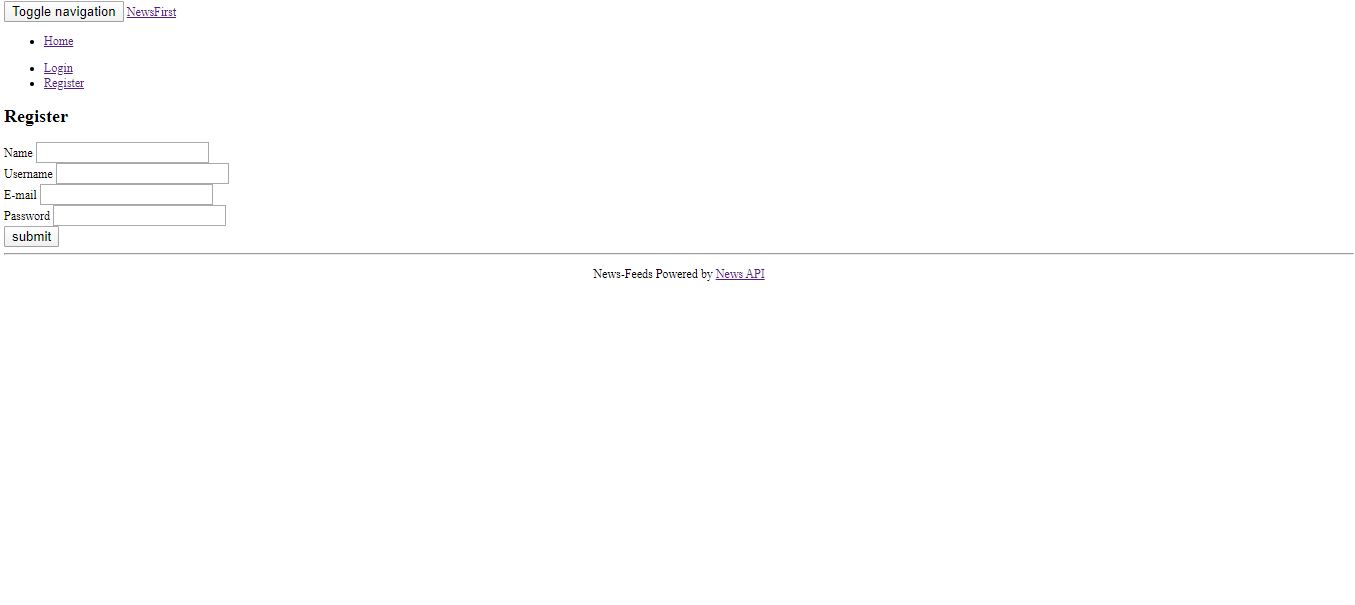 Toggle navigation NewsFirst
Home
Login
Register
Register
Name
Username
E-mail
Password
submit
News-Feeds Powered by News API